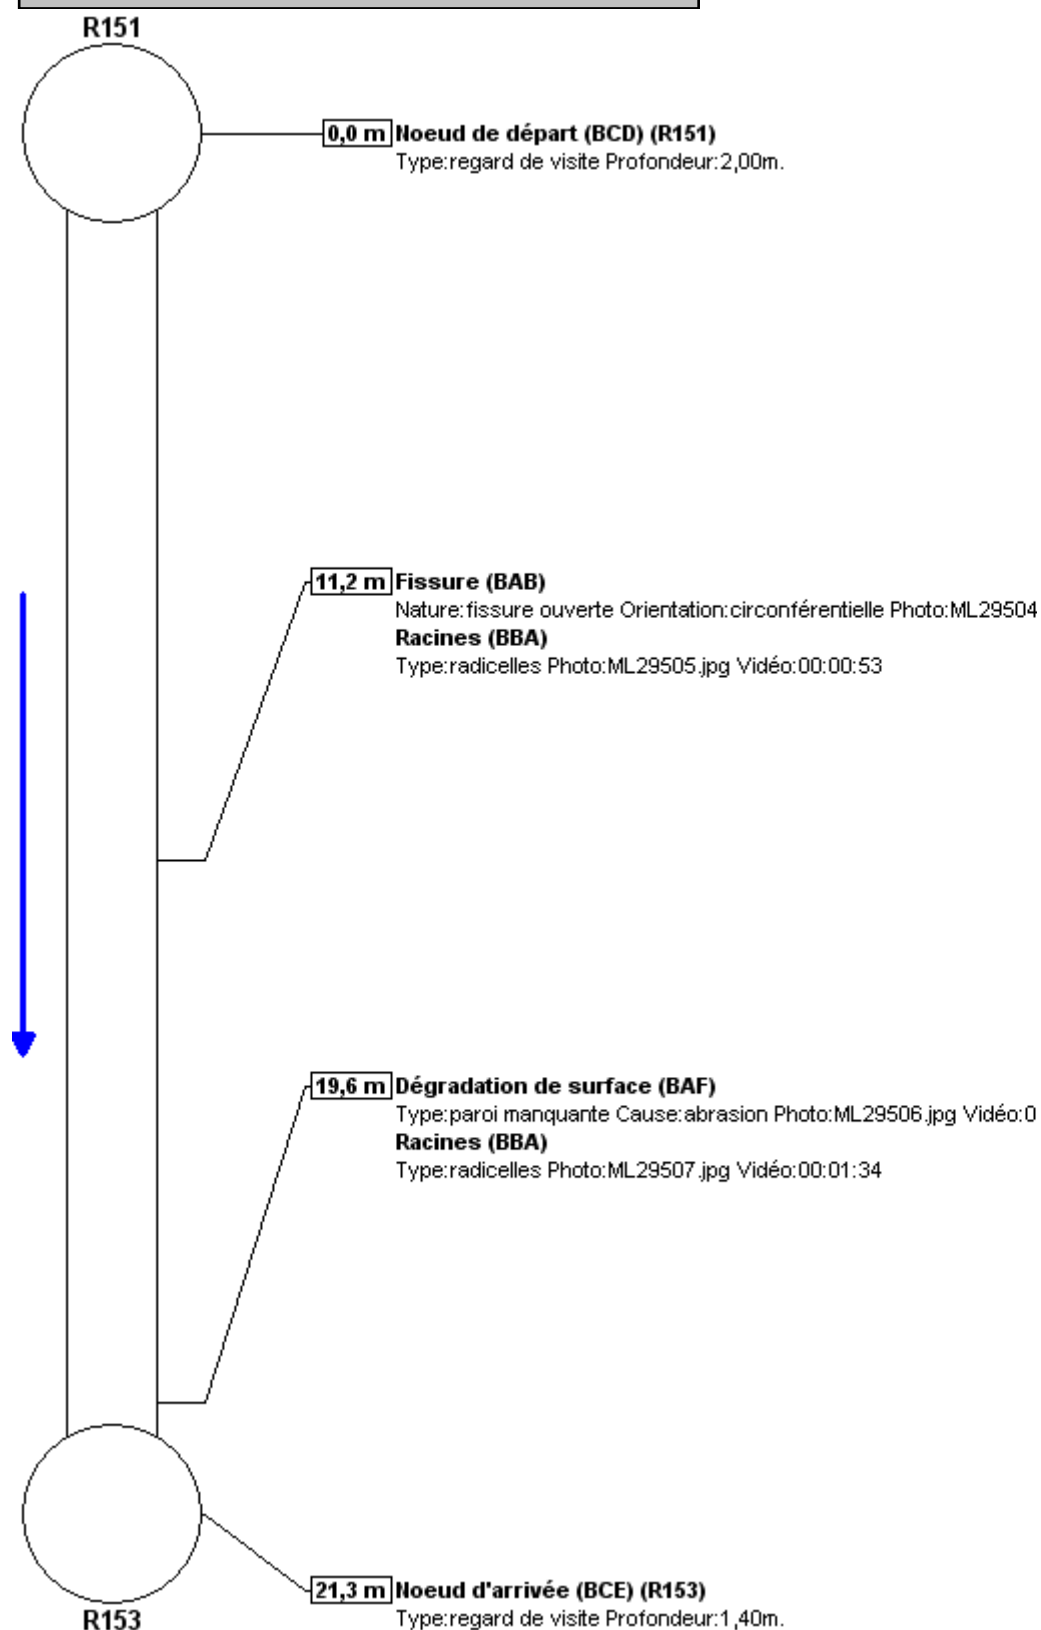 R151
0,0 m Noeud de départ (BCD) (R151)
Type:regard de visite Profondeur:2,00m.
11,2 m Fissure (BAB)
Nature:fissure ouverte Orientation:circonférentielle Photo:ML29504
Racines (BBA)
Type:radicelles Photo:ML29505.jpg Vidéo:00:00:53
19,6 m Dégradation de surface (BAF)
Type:paroi manquante Cause:abrasion Photo:ML29506.jpg Vidéo:0
Racines (BBA)
Type:radicelles Photo:ML29507.jpg Vidéo:00:01:34
21,3 m Noeud d'arrivée (BCE) (R153)
Type:regard de visite Profondeur:1,40m.
R153